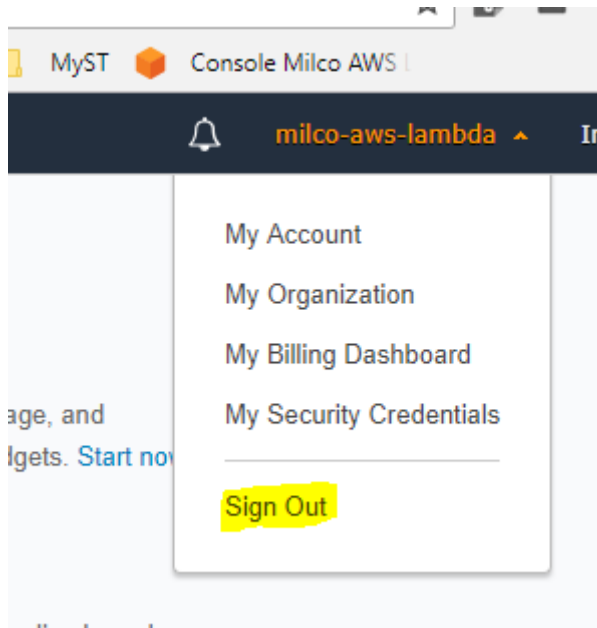 MyST Console Milco AWS L
milco-aws-lambda
My Account
My Organization
My Billing Dashboard
My Security Credentials
age, and
dgets. Start now
Sign Out